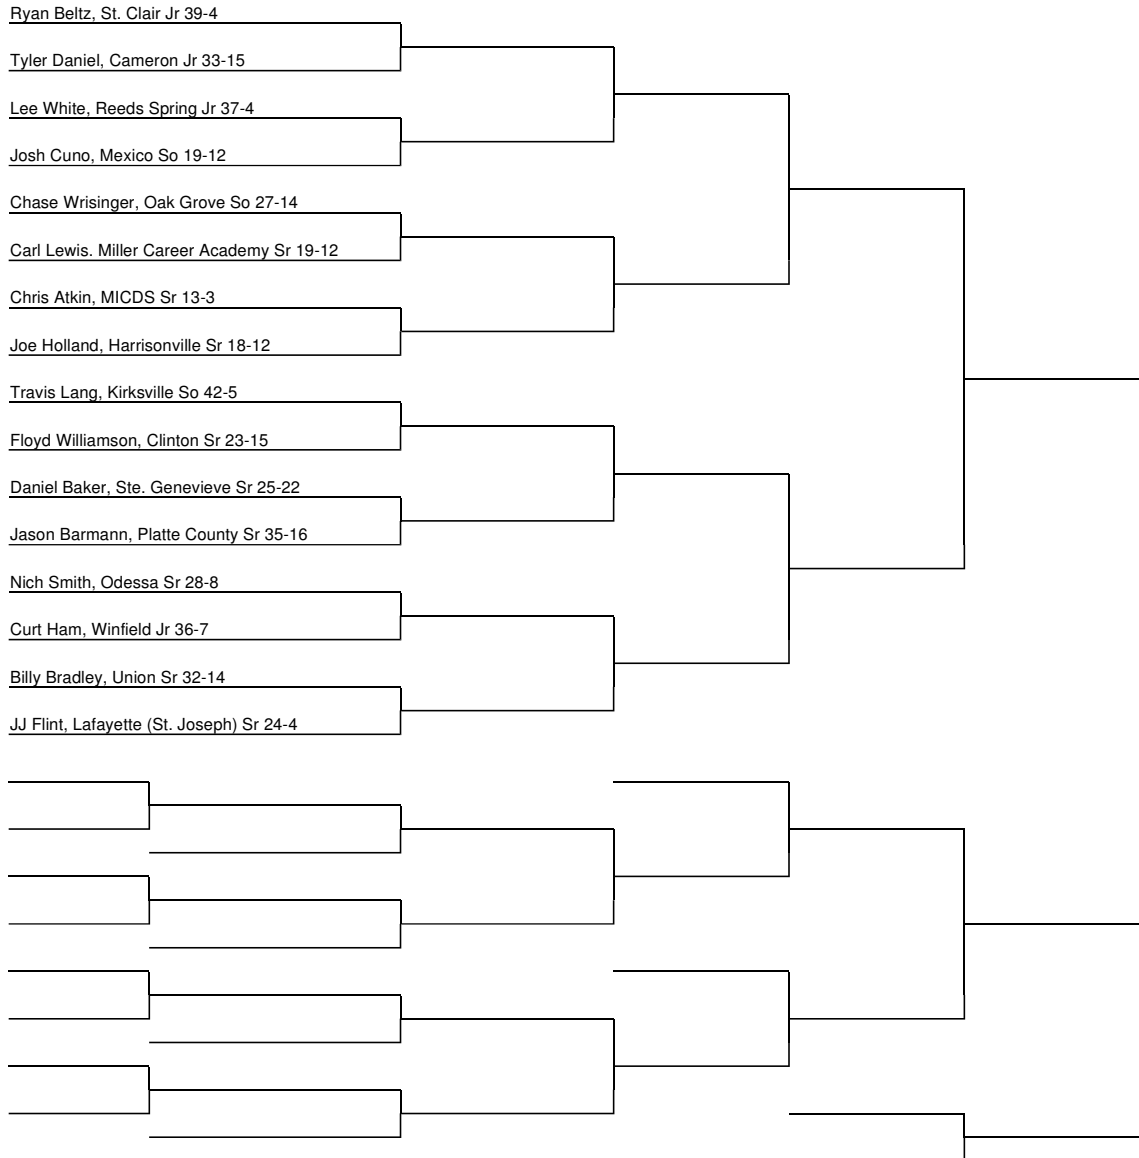 Ryan Beltz, St. Clair Jr 39-4
Tyler Daniel, Cameron Jr 33-15
Lee White, Reeds Spring Jr 37-4
Josh Cuno, Mexico So 19-12
Chase Wrisinger, Oak Grove So 27-14
Carl Lewis. Miller Career Academy Sr 19-12
Chris Atkin, MICDS Sr 13-3
Joe Holland, Harrisonville Sr 18-12
Travis Lang, Kirksville So 42-5
Floyd Williamson, Clinton Sr 23-15
Daniel Baker, Ste. Genevieve Sr 25-22
Jason Barmann, Platte County Sr 35-16
Nich Smith, Odessa Sr 28-8
Curt Ham, Winfield Jr 36-7
Billy Bradley, Union Sr 32-14
JJ Flint, Lafayette (St. Joseph) Sr 24-4